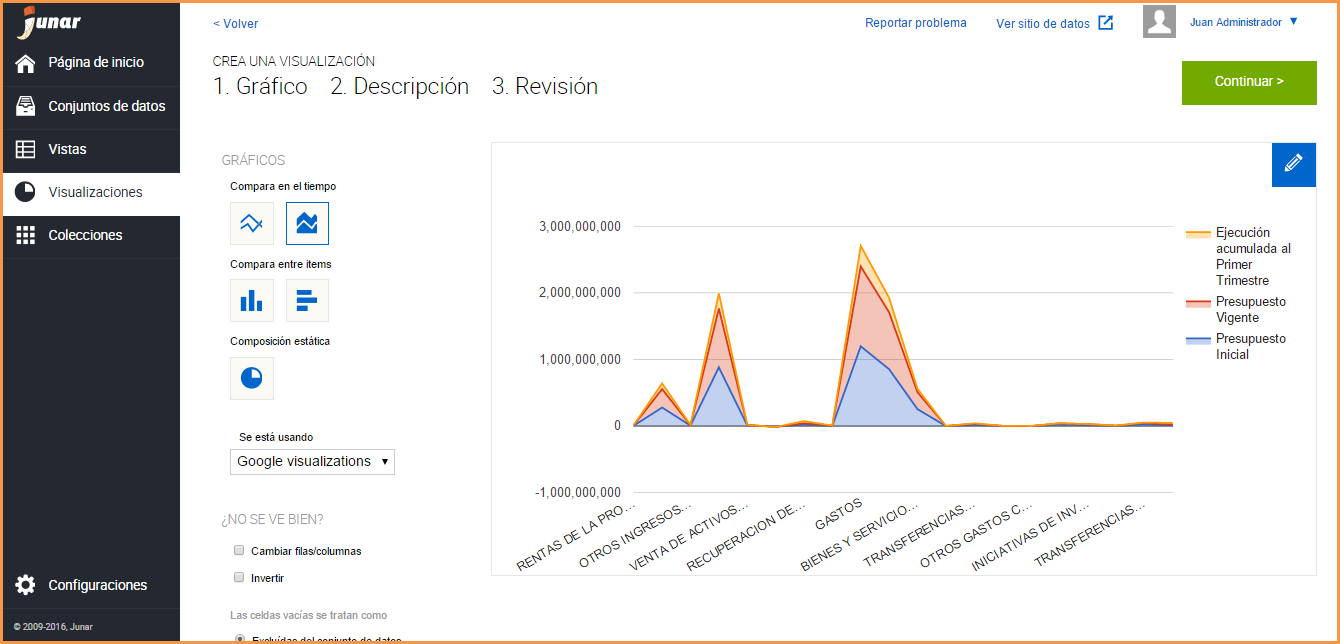 junar
Página de inicio
Conjuntos de datos
Vistas
Visualizaciones
Colecciones
Configuraciones
© 2009-2016, Junar
< Volver
Reportar problema
Ver sitio de datos
Juan Administrador ▼
CREA UNA VISUALIZACIÓN
1. Gráfico 2. Descripción 3. Revisión
Continuar >
GRÁFICOS
Compara en el tiempo
Compara entre items
Composición estática
Se está usando
Google visualizations ▼
¿NO SE VE BIEN?
Cambiar filas/columnas
Invertir
Las celdas vacías se tratan como
Excluídas del conjunto de datos
3,000,000,000
2,000,000,000
1,000,000,000
0
-1,000,000,000
RENTAS DE LA PRO...
OTROS INGRESOS...
VENTA DE ACTIVOS...
RECUPERACION DE...
GASTOS
BIENES Y SERVICIO...
TRANSFERENCIAS...
OTROS GASTOS C...
INICIATIVAS DE INV...
TRANSFERENCIAS...
Ejecución
acumulada al
Primer
Trimestre
Presupuesto
Vigente
Presupuesto
Inicial